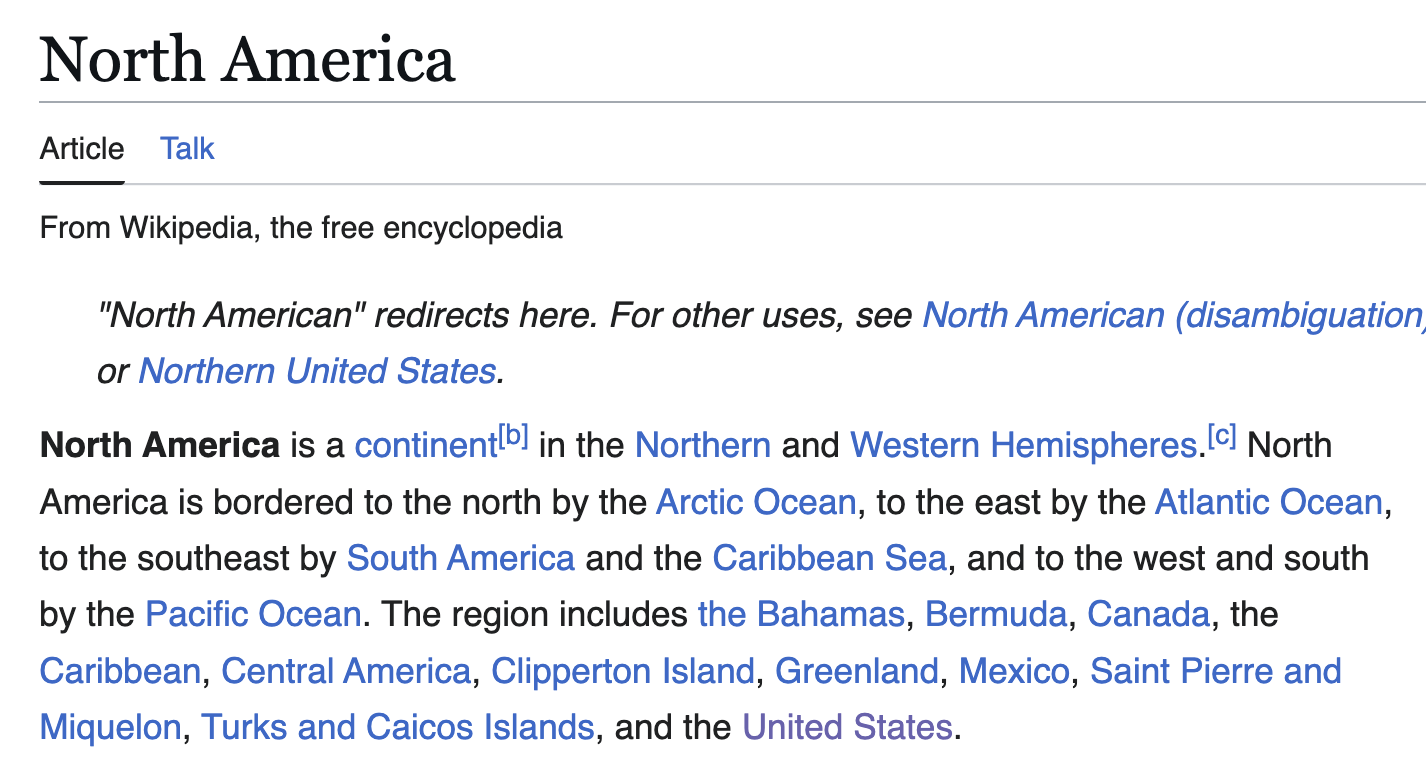 North America
Article Talk
From Wikipedia, the free encyclopedia
"North American" redirects here. For other uses, see North American (disambiguation)
or Northern United States.
North America is a continent[b] in the Northern and Western Hemispheres.[c] North
America is bordered to the north by the Arctic Ocean, to the east by the Atlantic Ocean,
to the southeast by South America and the Caribbean Sea, and to the west and south
by the Pacific Ocean. The region includes the Bahamas, Bermuda, Canada, the
Caribbean, Central America, Clipperton Island, Greenland, Mexico, Saint Pierre and
Miquelon, Turks and Caicos Islands, and the United States.